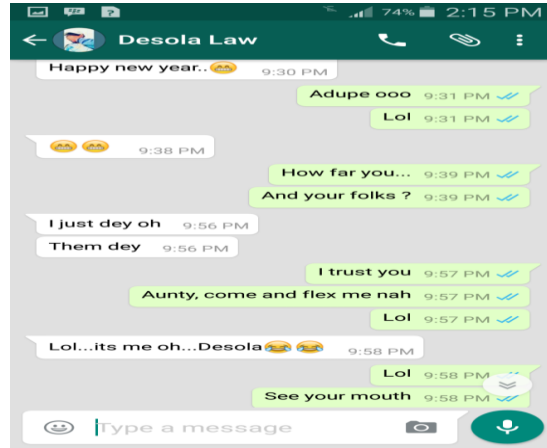 74% 2:15 PM
Desola Law
Happy new year.. 9:30 PM
Adupe ooo 9:31 PM
Lol 9:31 PM
9:38 PM
How far you... 9:39 PM
And your folks ? 9:39 PM
I just dey oh 9:56 PM
Them dey 9:56 PM
I trust you 9:57 PM
Aunty, come and flex me nah 9:57 PM
Lol 9:57 PM
Lol...its me oh...Desola😂 😂 9:58 PM
Lol 9:58 PM
See your mouth 9:58 PM
Type a message